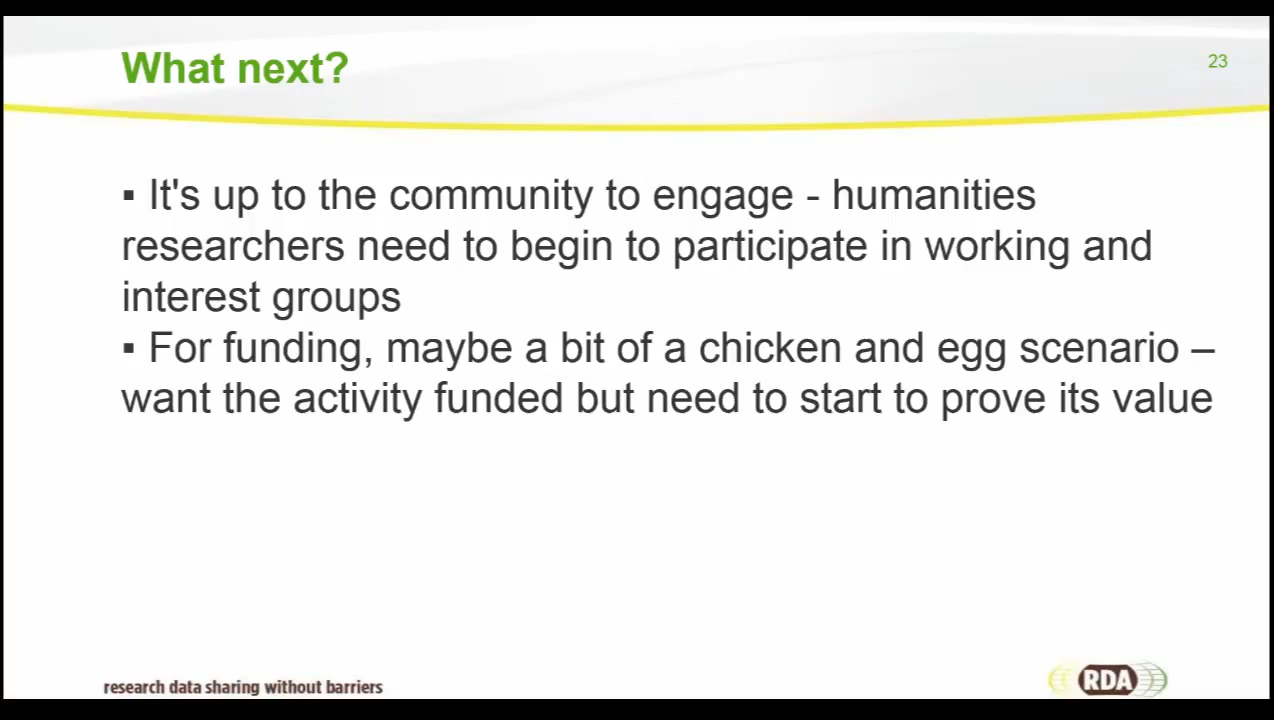 What next?
23
▪ It's up to the community to engage - humanities
researchers need to begin to participate in working and
interest groups
▪ For funding, maybe a bit of a chicken and egg scenario –
want the activity funded but need to start to prove its value
research data sharing without barriers
RDA